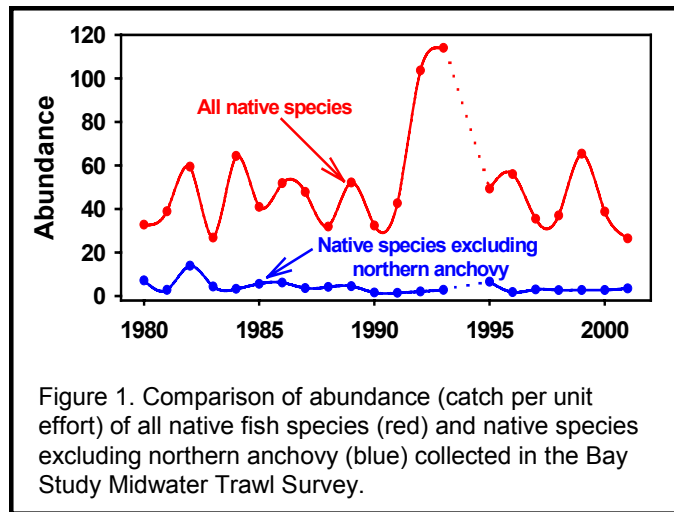 120
100
80
60
40
20
0
Abundance
All native species
Native species excluding
northern anchovy
1980 1985 1990 1995 2000
Figure 1. Comparison of abundance (catch per unit
effort) of all native fish species (red) and native species
excluding northern anchovy (blue) collected in the Bay
Study Midwater Trawl Survey.